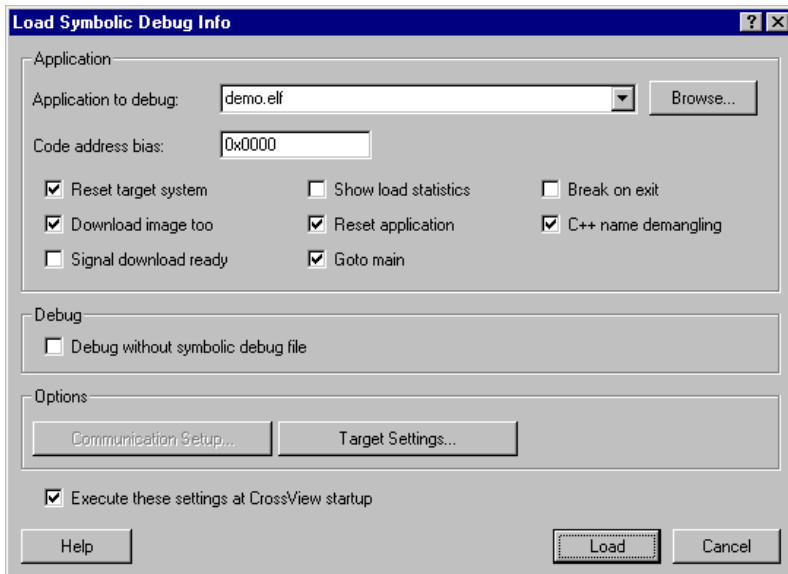 Load Symbolic Debug Info
Application
Application to debug: demo.elf Browse...
Code address bias: 0x0000
Reset target system Show load statistics Break on exit
Download image too Reset application C++ name demangling
Signal download ready Goto main
Debug
Debug without symbolic debug file
Options
Communication Setup... Target Settings...
Execute these settings at CrossView startup
Help Load Cancel